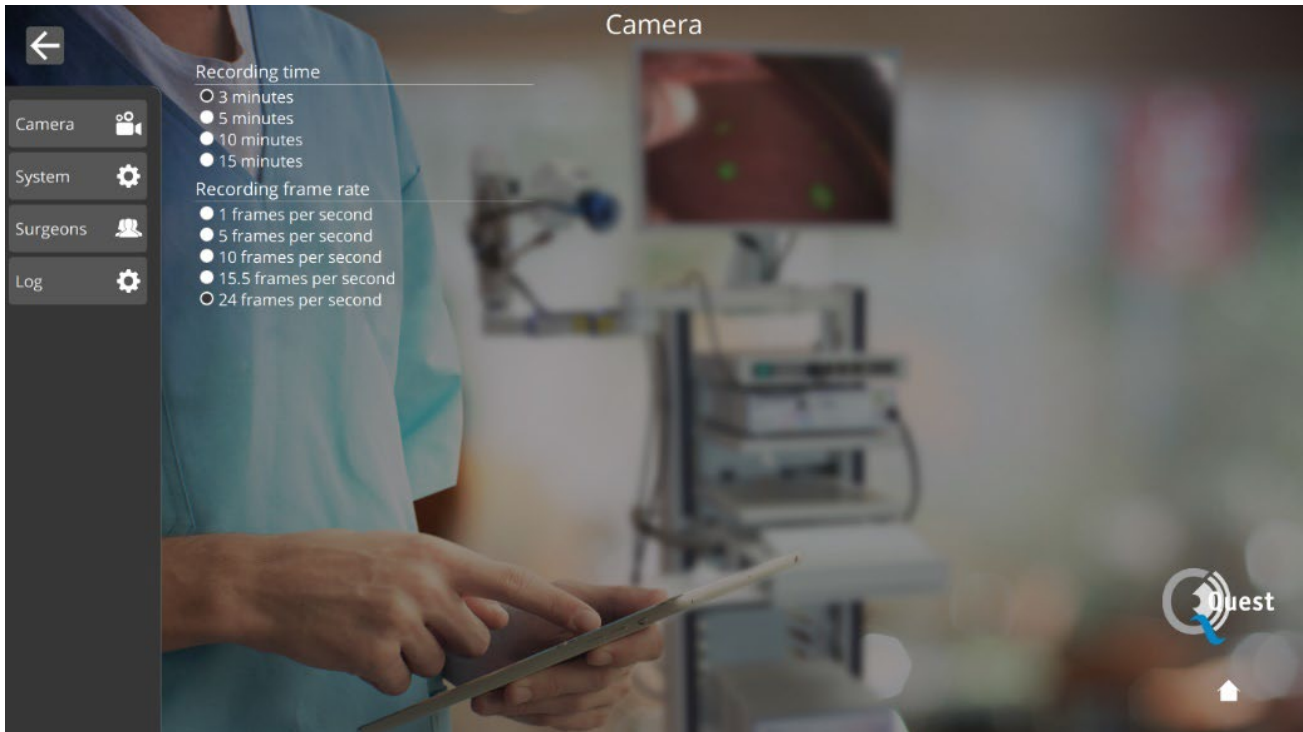 Camera
Recording time
3 minutes
5 minutes
10 minutes
15 minutes
Recording frame rate
1 frames per second
5 frames per second
10 frames per second
15.5 frames per second
24 frames per second
Camera
System
Surgeons
Log
Quest